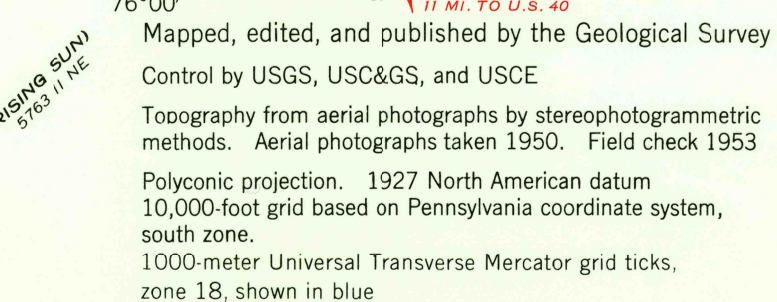 76°00'
11 MI. TO U.S. 40
Mapped, edited, and published by the Geological Survey
(RISING SUN)
5763 II NE
Control by USGS, USC&GS, and USCE
Topography from aerial photographs by stereophotogrammetric
methods. Aerial photographs taken 1950. Field check 1953
Polyconic projection. 1927 North American datum
10,000-foot grid based on Pennsylvania coordinate system,
south zone.
1000-meter Universal Transverse Mercator grid ticks,
zone 18, shown in blue